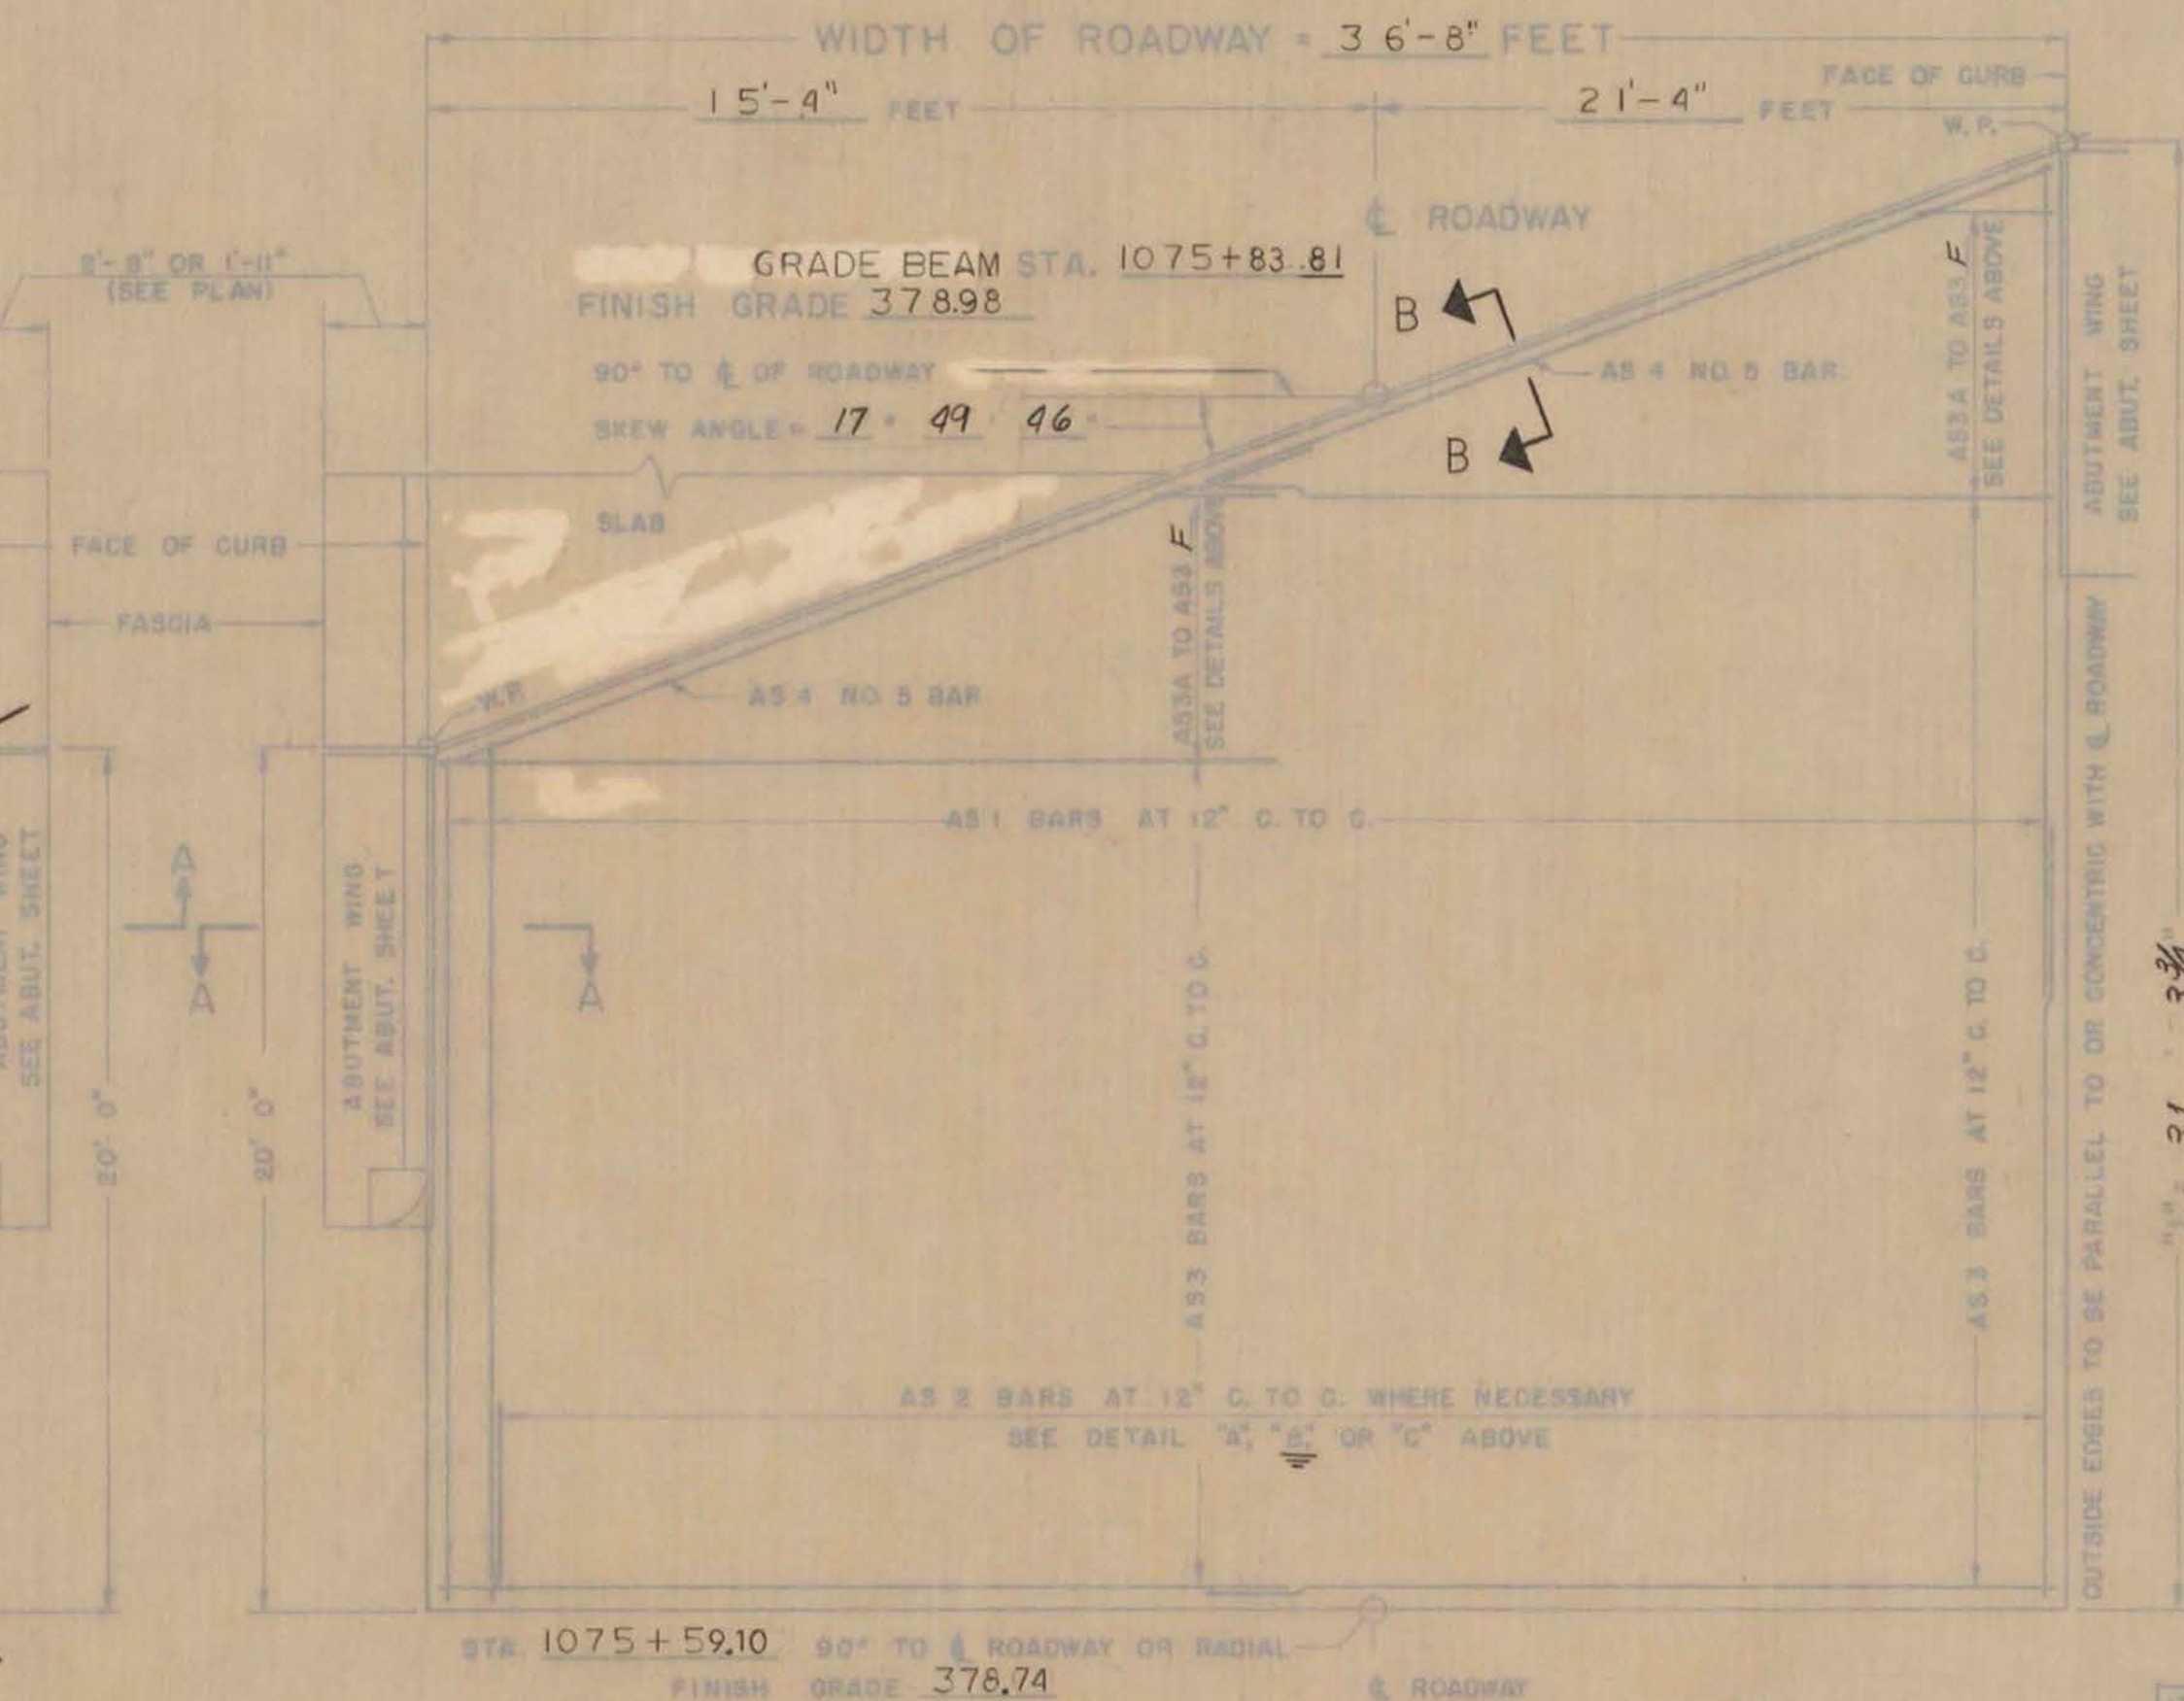 WIDTH OF ROADWAY = 36'-8" FEET
FACE OF CURB
15'-4" FEET
21'-4" FEET
W.P.
℄ ROADWAY
2'-8" OR 1'-11"
(SEE PLAN)
GRADE BEAM STA. 1075+83.81
FINISH GRADE 378.98
B
90° TO ℄ OF ROADWAY
AS 4 NO. 5 BAR
SKEW ANGLE = 17° 49' 46"
B
AS3A TO AS3F
SEE DETAILS ABOVE
ABUTMENT WING
SEE ABUT. SHEET
SLAB
FACE OF CURB
AS3A TO AS3F
SEE DETAILS ABOVE
FASCIA
W.P.
AS 4 NO. 5 BAR
AS 1 BARS AT 12" C. TO C.
SEE ABUT. SHEET
A
A
A
ABUTMENT WING
SEE ABUT. SHEET
20'-0"
20' 0"
AS3 BARS AT 12" C. TO C.
AS3 BARS AT 12" C. TO C.
OUTSIDE EDGES TO BE PARALLEL TO OR CONCENTRIC WITH ℄ ROADWAY
AS 2 BARS AT 12" C. TO C. WHERE NECESSARY
SEE DETAIL "A", "B," OR "C" ABOVE
STA. 1075+59.10 90° TO ℄ ROADWAY OR RADIAL
FINISH GRADE 378.74
℄ ROADWAY